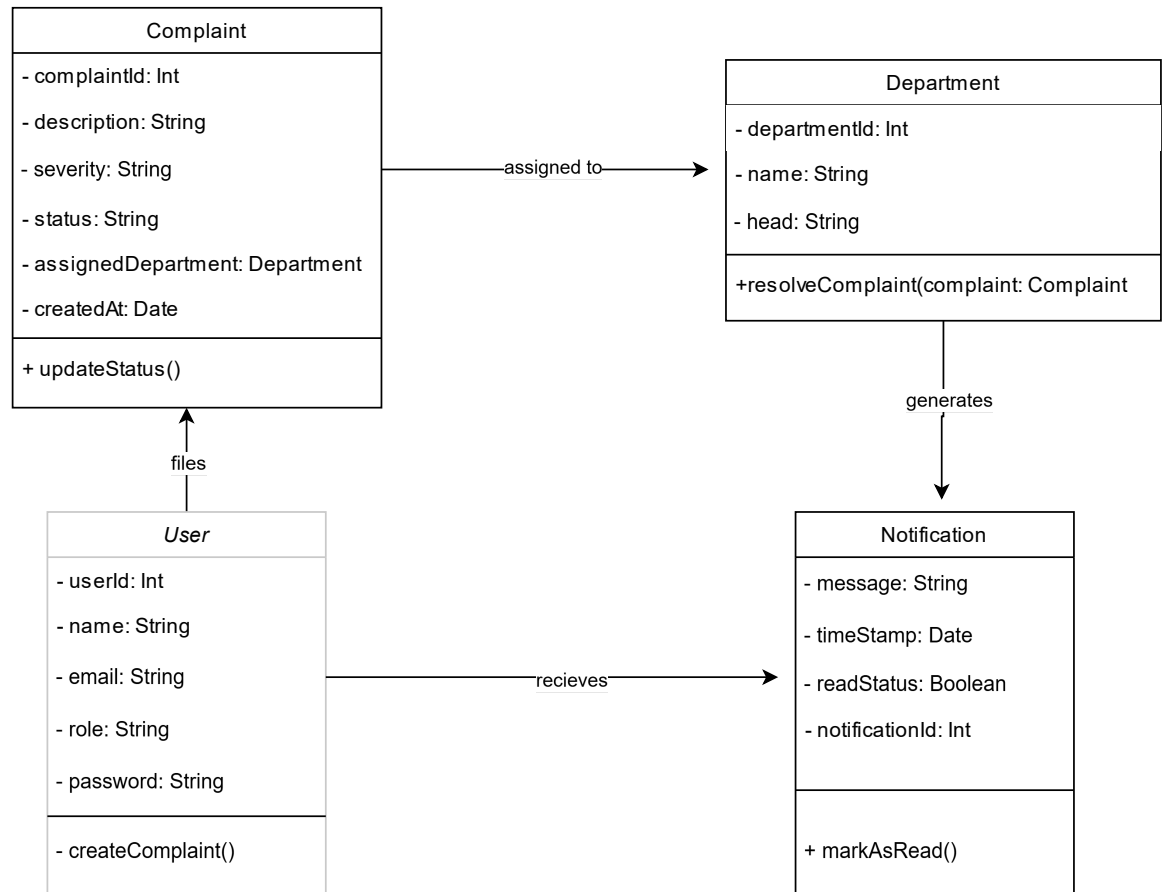 Complaint
- complaintId: Int
- description: String
- severity: String
- status: String
- assignedDepartment: Department
- createdAt: Date
+ updateStatus()
assigned to
Department
- departmentId: Int
- name: String
- head: String
+resolveComplaint(complaint: Complaint
files
generates
User
- userId: Int
- name: String
- email: String
- role: String
- password: String
- createComplaint()
recieves
Notification
- message: String
- timeStamp: Date
- readStatus: Boolean
- notificationId: Int
+ markAsRead()